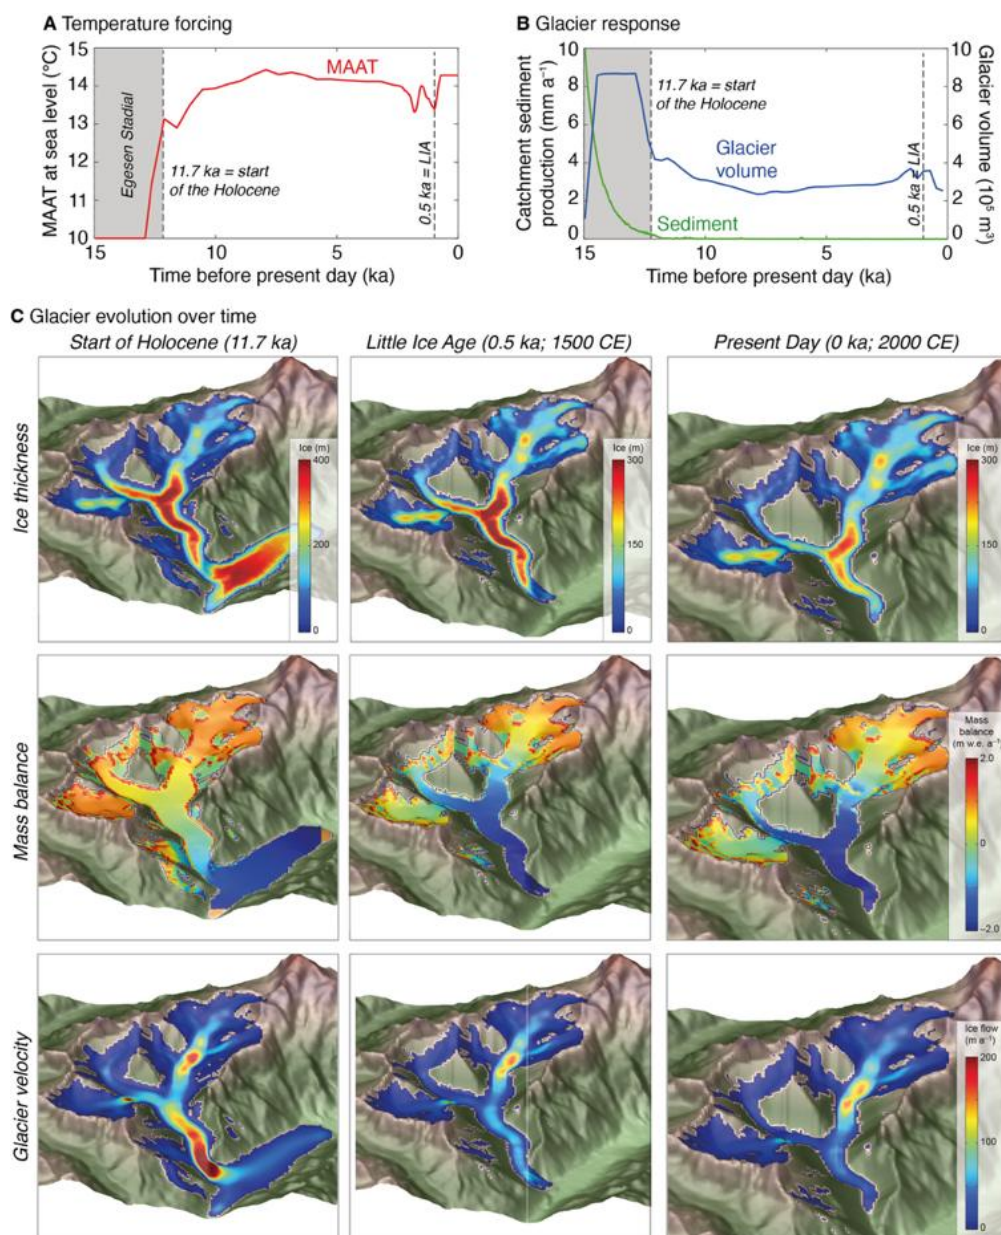 A Temperature forcing
MAAT at sea level (°C)
15
14
13
12
11
10
Egesen Stadial
MAAT
11.7 ka = start
of the Holocene
0.5 ka = LIA
15
10
5
0
Time before present day (ka)
B Glacier response
Catchment sediment
production (mm a⁻¹)
10
8
6
4
2
0
11.7 ka = start
of the Holocene
Glacier
volume
Sediment
0.5 ka = LIA
10
8
6
4
2
0
Glacier volume (10⁵ m³)
15
10
5
0
Time before present day (ka)
C Glacier evolution over time
Start of Holocene (11.7 ka)
Little Ice Age (0.5 ka; 1500 CE)
Present Day (0 ka; 2000 CE)
Ice thickness
Ice (m)
400
200
0
Ice (m)
300
150
0
Ice (m)
300
150
0
Mass balance
Mass
balance
(m w.e. a⁻¹)
2.0
0
–2.0
Glacier velocity
Ice flow
(m a⁻¹)
200
100
0